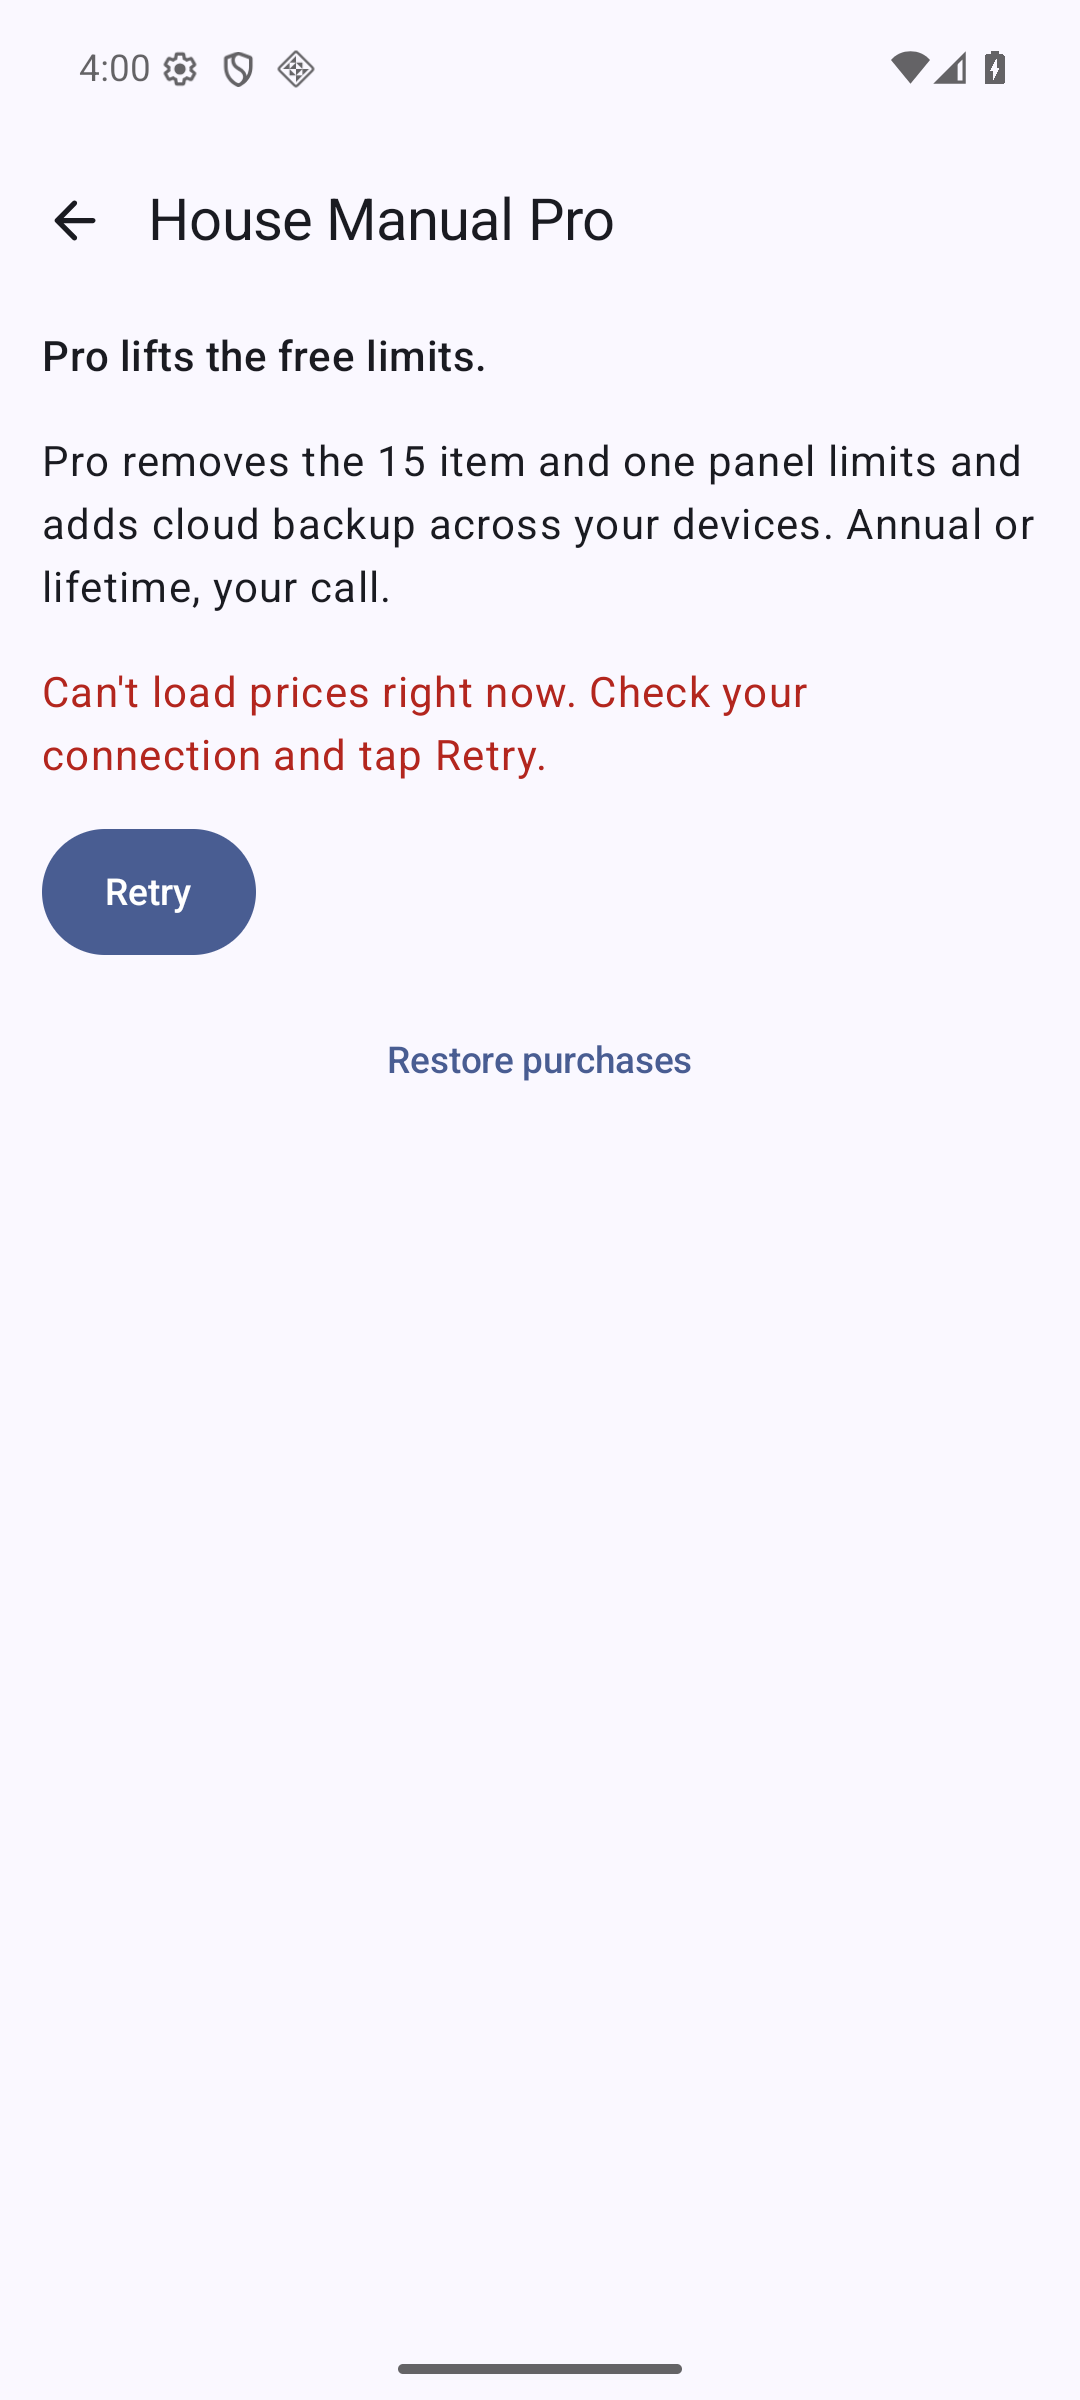 4:00
House Manual Pro
Pro lifts the free limits.
Pro removes the 15 item and one panel limits and
adds cloud backup across your devices. Annual or
lifetime, your call.
Can't load prices right now. Check your
connection and tap Retry.
Retry
Restore purchases